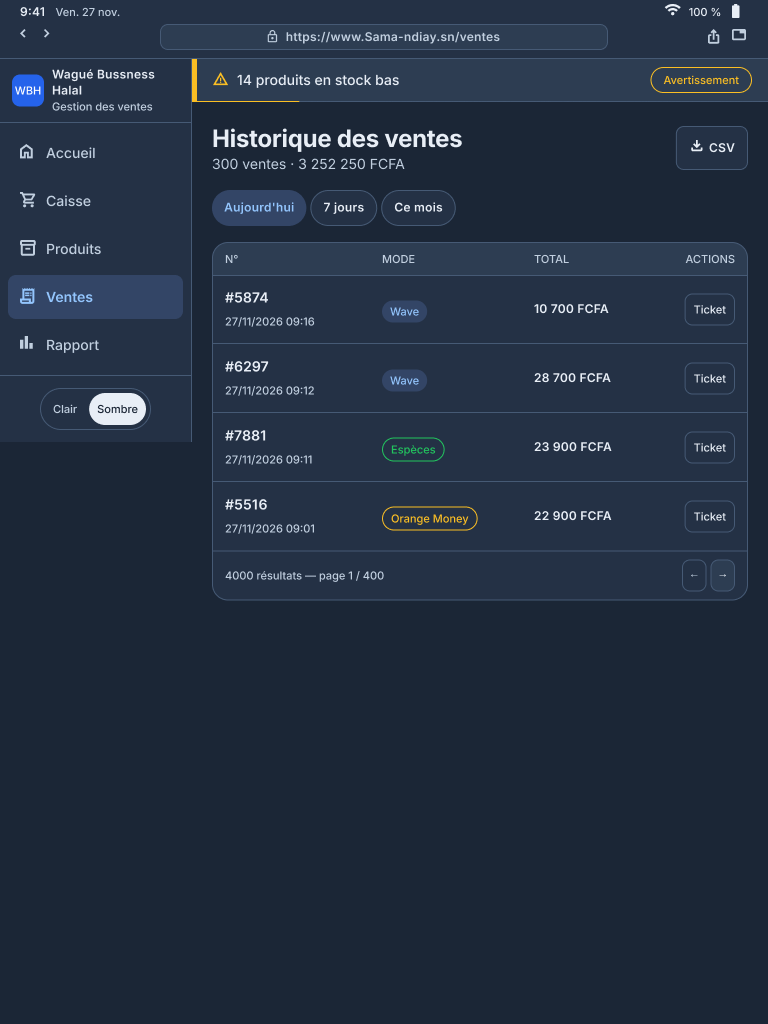 9:41 Ven. 27 nov.
100 %
https://www.Sama-ndiay.sn/ventes
WBH
Wagué Bussness
Halal
Gestion des ventes
Accueil
Caisse
Produits
Ventes
Rapport
Clair Sombre
14 produits en stock bas
Avertissement
Historique des ventes
300 ventes · 3 252 250 FCFA
CSV
Aujourd'hui 7 jours Ce mois
N° MODE TOTAL ACTIONS
#5874
27/11/2026 09:16
Wave
10 700 FCFA
Ticket
#6297
27/11/2026 09:12
Wave
28 700 FCFA
Ticket
#7881
27/11/2026 09:11
Espèces
23 900 FCFA
Ticket
#5516
27/11/2026 09:01
Orange Money
22 900 FCFA
Ticket
4000 résultats — page 1 / 400
← →